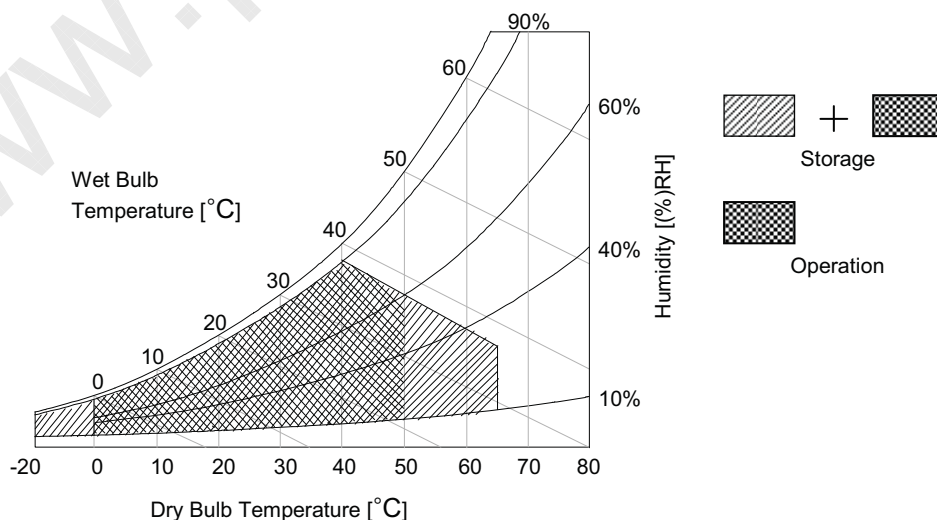 www.
90%
60
60%
50
Wet Bulb
Temperature [°C]
Storage
40
40%
30
Humidity [(%)RH]
Operation
20
10
0
10%
-20 0 10 20 30 40 50 60 70 80
Dry Bulb Temperature [°C]